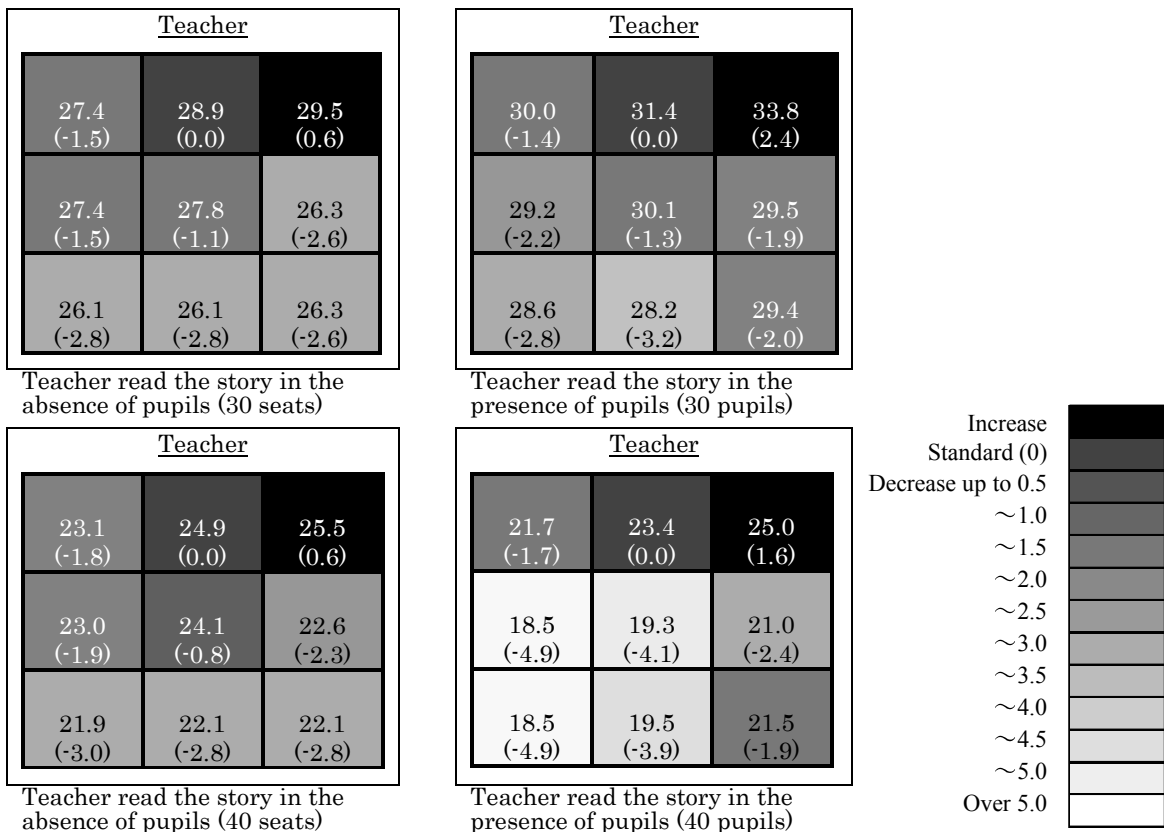 Teacher
27.4 28.9 29.5
(-1.5) (0.0) (0.6)
27.4 27.8 26.3
(-1.5) (-1.1) (-2.6)
26.1 26.1 26.3
(-2.8) (-2.8) (-2.6)
Teacher read the story in the
absence of pupils (30 seats)
Teacher
30.0 31.4 33.8
(-1.4) (0.0) (2.4)
29.2 30.1 29.5
(-2.2) (-1.3) (-1.9)
28.6 28.2 29.4
(-2.8) (-3.2) (-2.0)
Teacher read the story in the
presence of pupils (30 pupils)
Teacher
23.1 24.9 25.5
(-1.8) (0.0) (0.6)
23.0 24.1 22.6
(-1.9) (-0.8) (-2.3)
21.9 22.1 22.1
(-3.0) (-2.8) (-2.8)
Teacher read the story in the
absence of pupils (40 seats)
Teacher
21.7 23.4 25.0
(-1.7) (0.0) (1.6)
18.5 19.3 21.0
(-4.9) (-4.1) (-2.4)
18.5 19.5 21.5
(-4.9) (-3.9) (-1.9)
Teacher read the story in the
presence of pupils (40 pupils)
Increase
Standard (0)
Decrease up to 0.5
~1.0
~1.5
~2.0
~2.5
~3.0
~3.5
~4.0
~4.5
~5.0
Over 5.0